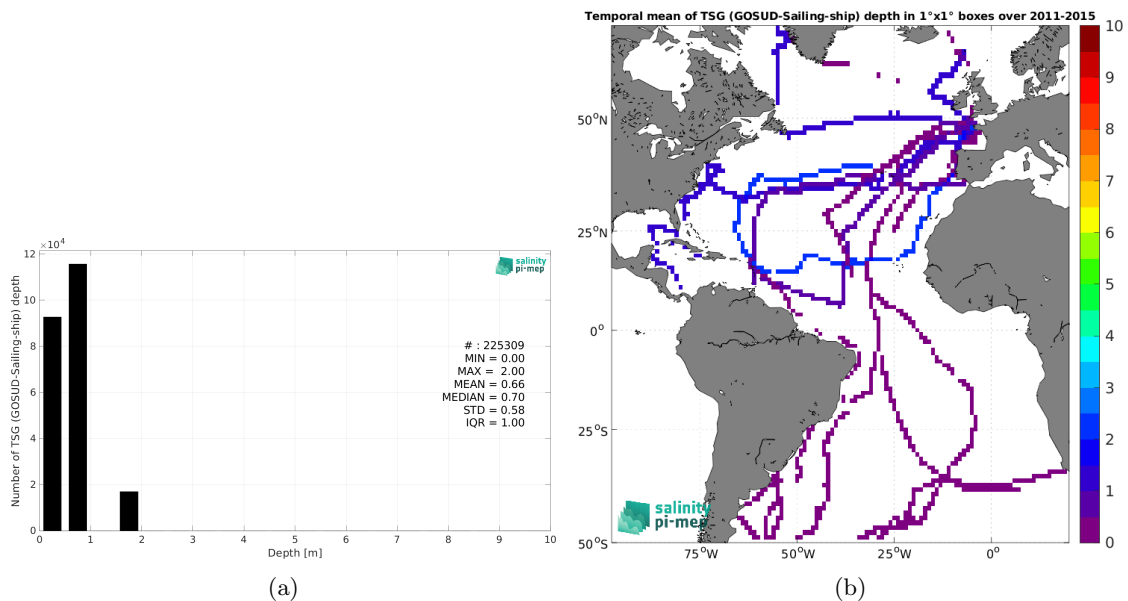 Temporal mean of TSG (GOSUD-Sailing-ship) depth in 1°x1° boxes over 2011-2015
×10⁴
12
10
8
6
4
2
0
Number of TSG (GOSUD-Sailing-ship) depth
salinity
pi-mep
# : 225309
MIN = 0.00
MAX = 2.00
MEAN = 0.66
MEDIAN = 0.70
STD = 0.58
IQR = 1.00
0 1 2 3 4 5 6 7 8 9 10
Depth [m]
(a)
50°N
25°N
0°
25°S
50°S
75°W 50°W 25°W 0°
salinity
pi-mep
10
9
8
7
6
5
4
3
2
1
0
(b)